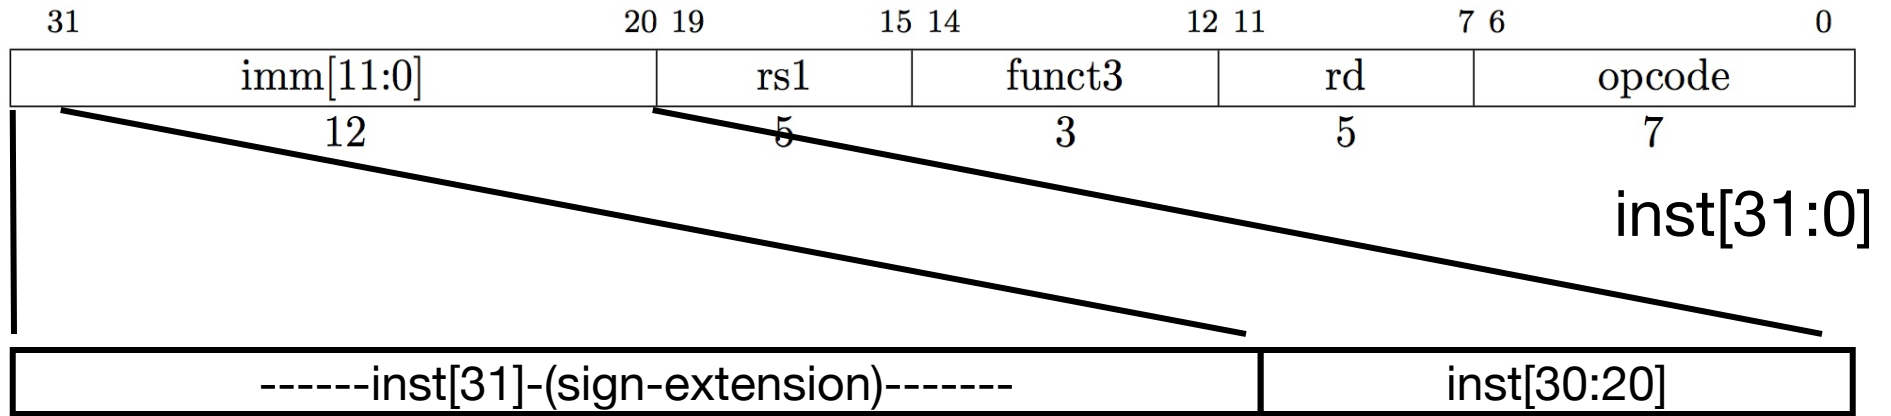 31 20 19 15 14 12 11 7 6 0
imm[11:0] rs1 funct3 rd opcode
12 5 3 5 7
inst[31:0]
------inst[31]-(sign-extension)------- inst[30:20]